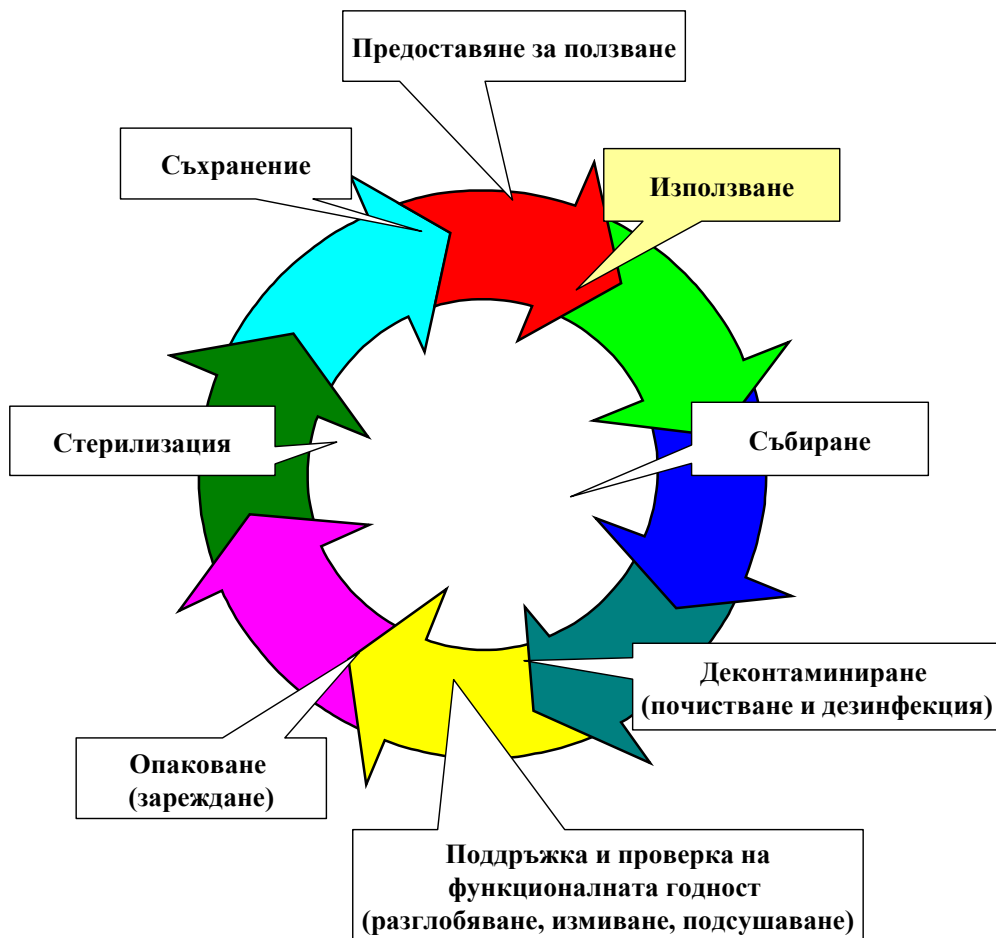 Предоставяне за ползване
Съхранение
Използване
Стерилизация
Събиране
Деконтаминиране
(почистване и дезинфекция)
Опаковане
(зареждане)
Поддръжка и проверка на
функционалната годност
(разглобяване, измиване, подсушаване)